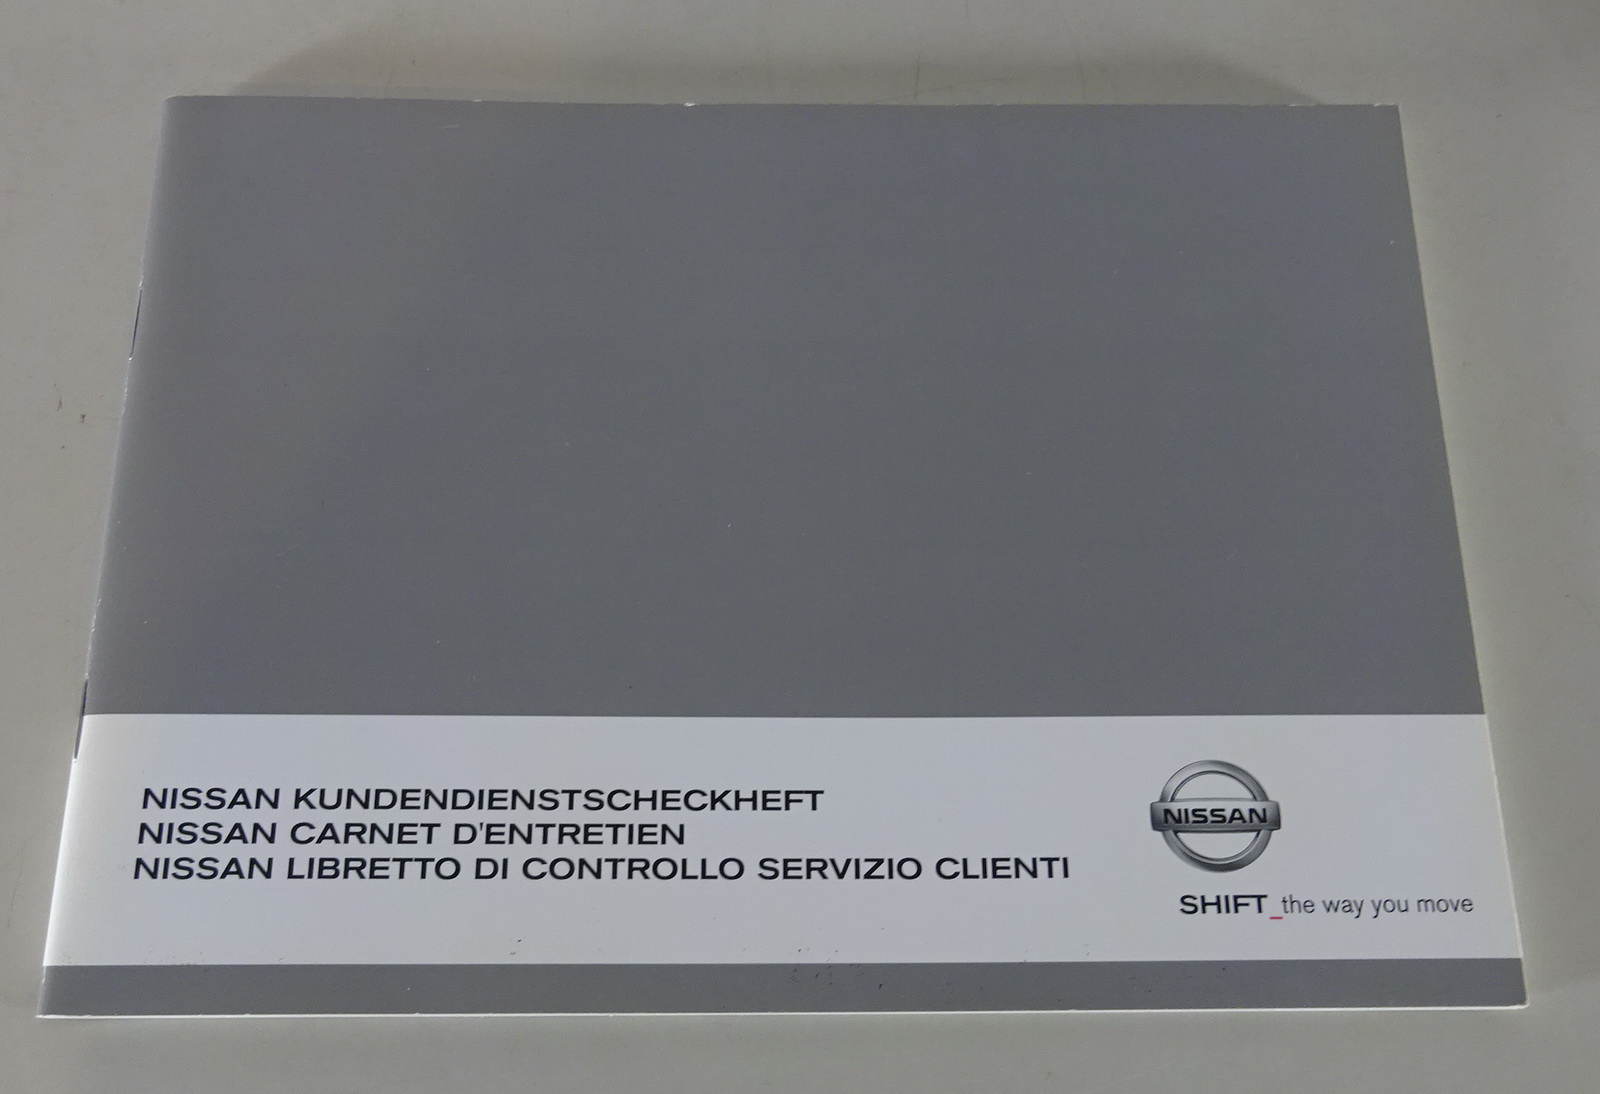 NISSAN KUNDENDIENSTSCHECKHEFT
NISSAN CARNET D'ENTRETIEN
NISSAN LIBRETTO DI CONTROLLO SERVIZIO CLIENTI
NISSAN
SHIFT_the way you move